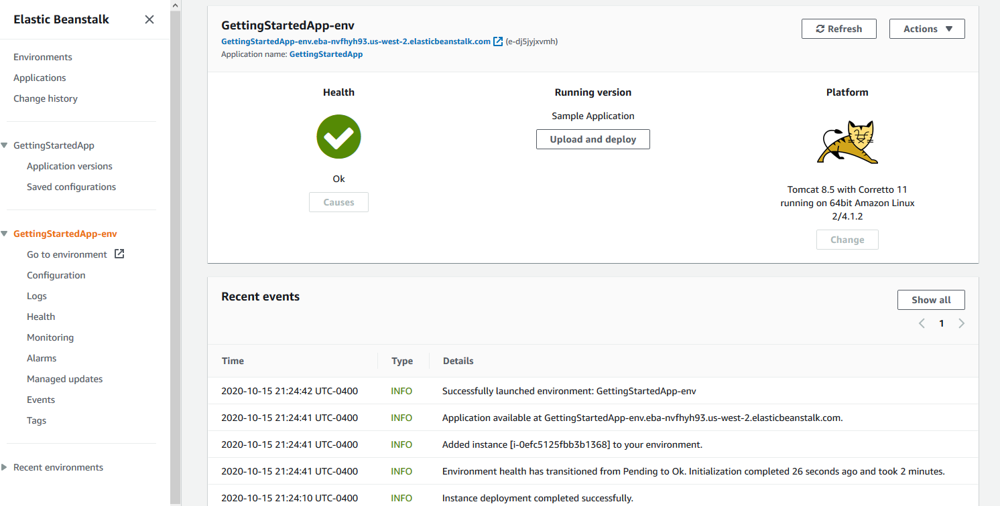 Elastic Beanstalk
Environments
Applications
Change history
GettingStartedApp
Application versions
Saved configurations
GettingStartedApp-env
Go to environment
Configuration
Logs
Health
Monitoring
Alarms
Managed updates
Events
Tags
Recent environments
GettingStartedApp-env
GettingStartedApp-env.eba-nvfhyh93.us-west-2.elasticbeanstalk.com (e-dj5jyjxvmh)
Application name: GettingStartedApp
Refresh
Actions
Health
Ok
Causes
Running version
Sample Application
Upload and deploy
Platform
Tomcat 8.5 with Corretto 11
running on 64bit Amazon Linux
2/4.1.2
Change
Recent events
Show all
1
Time Type Details
2020-10-15 21:24:42 UTC-0400 INFO Successfully launched environment: GettingStartedApp-env
2020-10-15 21:24:41 UTC-0400 INFO Application available at GettingStartedApp-env.eba-nvfhyh93.us-west-2.elasticbeanstalk.com.
2020-10-15 21:24:41 UTC-0400 INFO Added instance [i-0efc5125fbb3b1368] to your environment.
2020-10-15 21:24:41 UTC-0400 INFO Environment health has transitioned from Pending to Ok. Initialization completed 26 seconds ago and took 2 minutes.
2020-10-15 21:24:10 UTC-0400 INFO Instance deployment completed successfully.